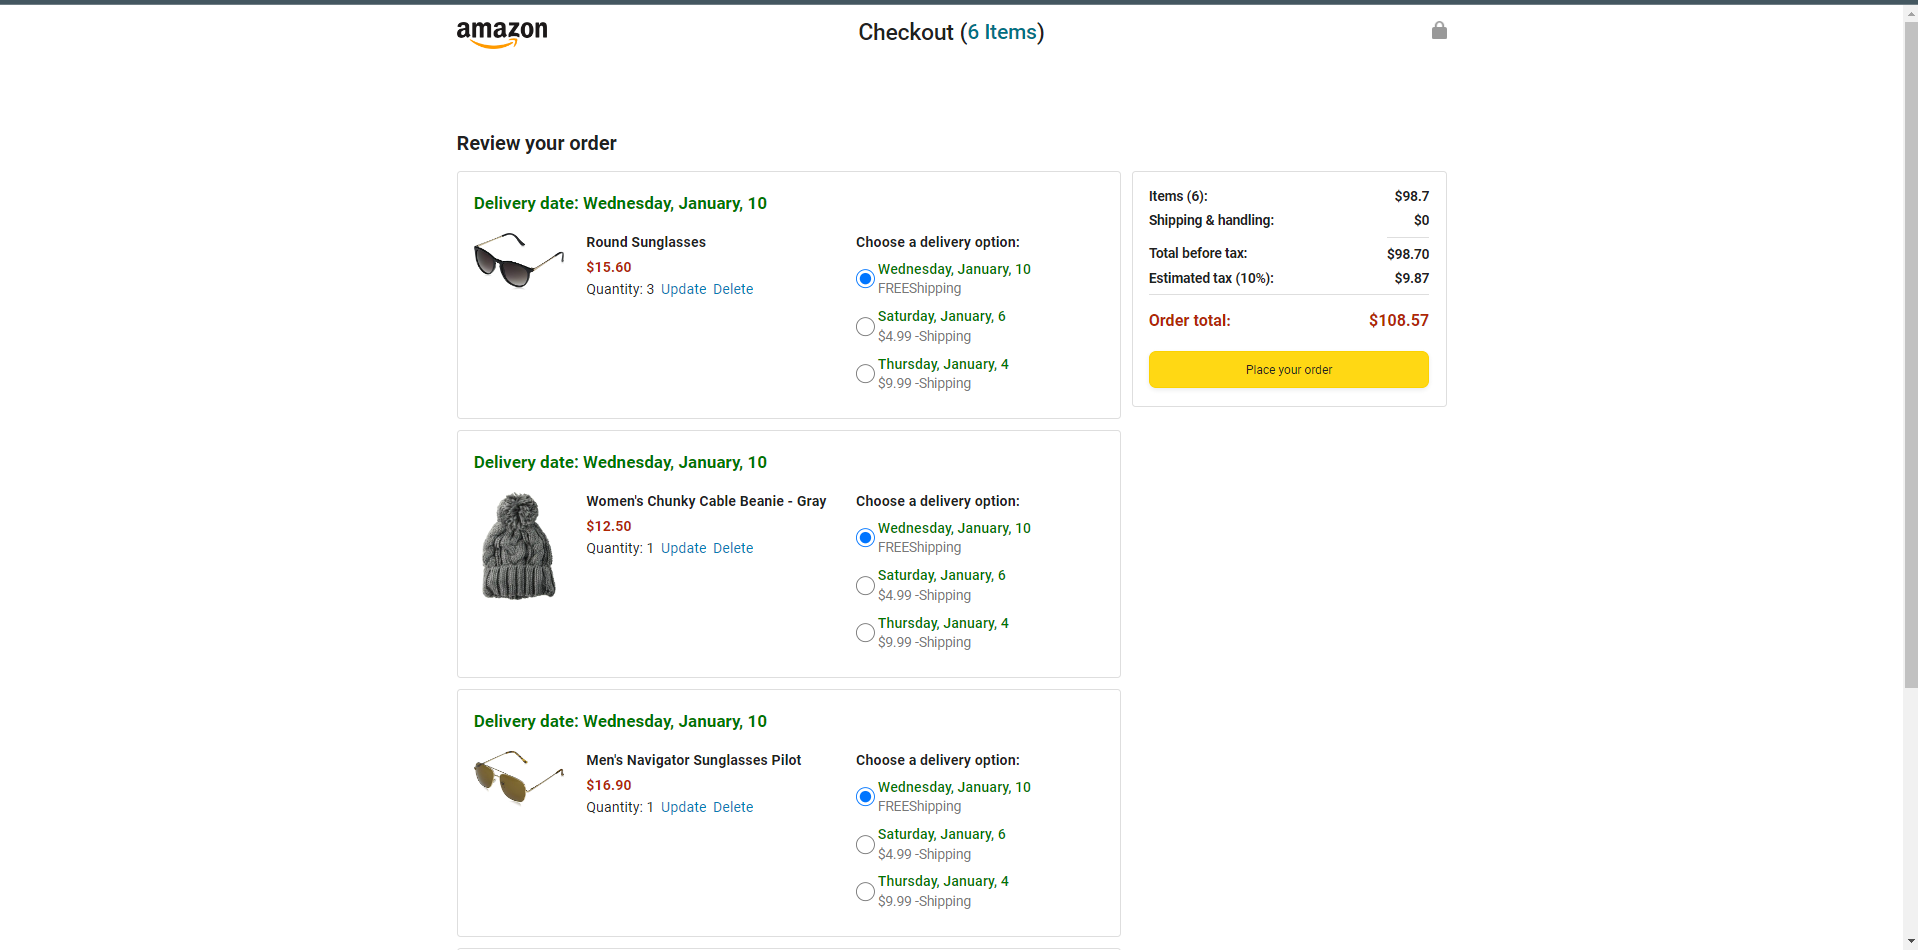 amazon
Checkout (6 Items)
Review your order
Delivery date: Wednesday, January, 10
Round Sunglasses
$15.60
Quantity: 3 Update Delete
Choose a delivery option:
Wednesday, January, 10
FREEShipping
Saturday, January, 6
$4.99 -Shipping
Thursday, January, 4
$9.99 -Shipping
Items (6): $98.7
Shipping & handling: $0
Total before tax: $98.70
Estimated tax (10%): $9.87
Order total: $108.57
Place your order
Delivery date: Wednesday, January, 10
Women's Chunky Cable Beanie - Gray
$12.50
Quantity: 1 Update Delete
Choose a delivery option:
Wednesday, January, 10
FREEShipping
Saturday, January, 6
$4.99 -Shipping
Thursday, January, 4
$9.99 -Shipping
Delivery date: Wednesday, January, 10
Men's Navigator Sunglasses Pilot
$16.90
Quantity: 1 Update Delete
Choose a delivery option:
Wednesday, January, 10
FREEShipping
Saturday, January, 6
$4.99 -Shipping
Thursday, January, 4
$9.99 -Shipping